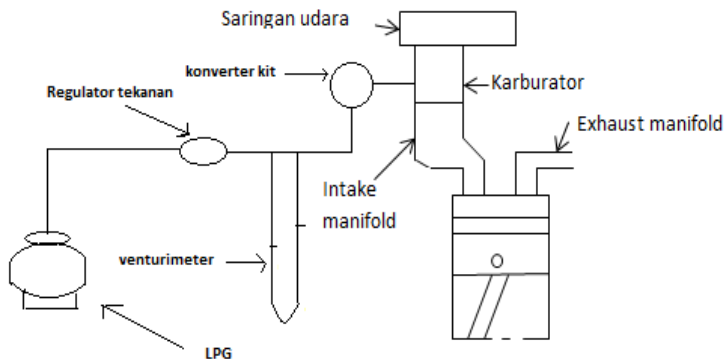 Saringan udara
konverter kit
Karburator
Regulator tekanan
Exhaust manifold
Intake
manifold
venturimeter
LPG